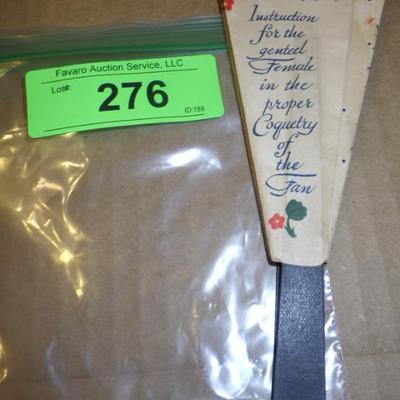 Favaro Auction Service, LLC
Lot#:
276
ID:189
Instruction
for the
genteel
Female
in the
proper
Coquetry
of
the
Fan